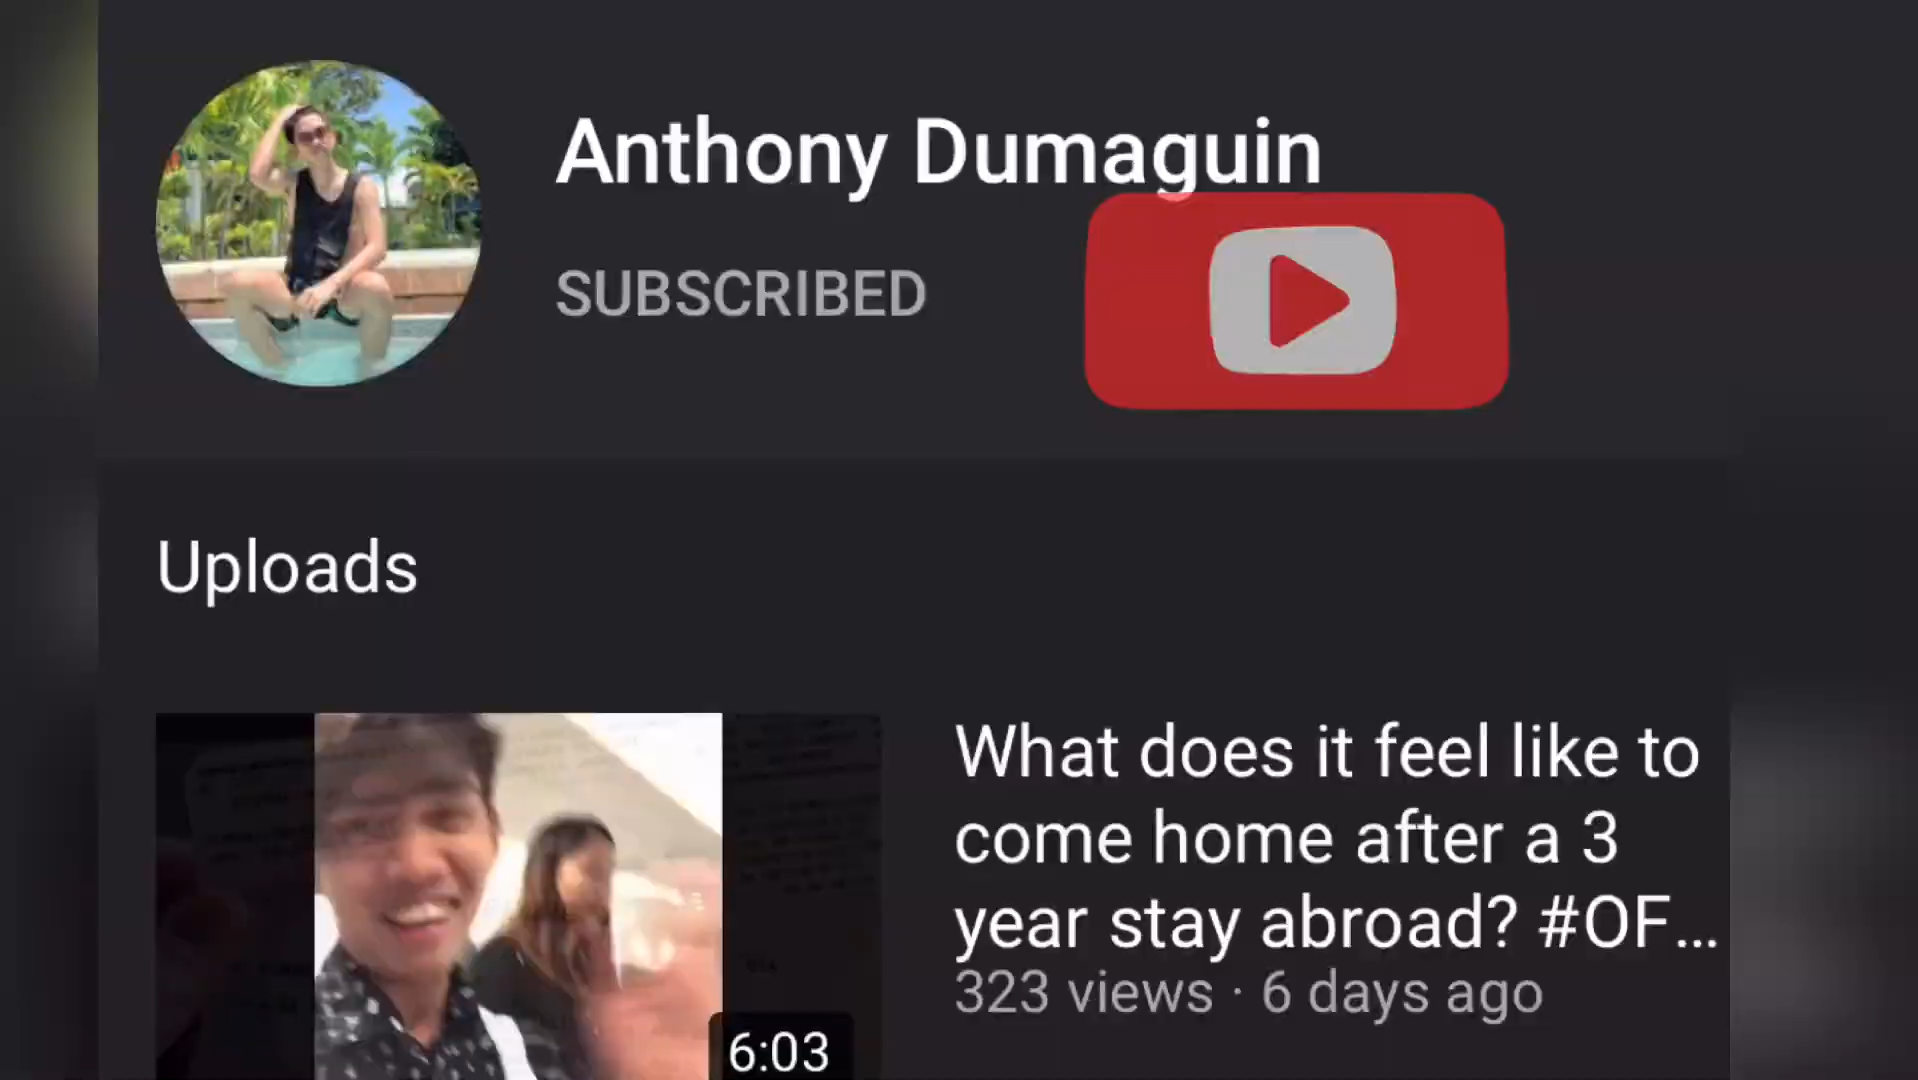 Anthony Dumaguin
SUBSCRIBED
Uploads
What does it feel like to
come home after a 3
year stay abroad? #OF...
323 views · 6 days ago
6:03